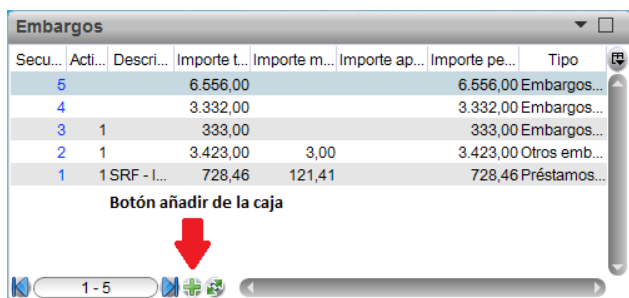 Embargos
Secu... Acti... Descri... Importe t... Importe m... Importe ap... Importe pe... Tipo
5 6.556,00 6.556,00 Embargos...
4 3.332,00 3.332,00 Embargos...
3 1 333,00 333,00 Embargos...
2 1 3.423,00 3,00 3.423,00 Otros emb...
1 1 SRF - I... 728,46 121,41 728,46 Préstamos...
Botón añadir de la caja
1 - 5